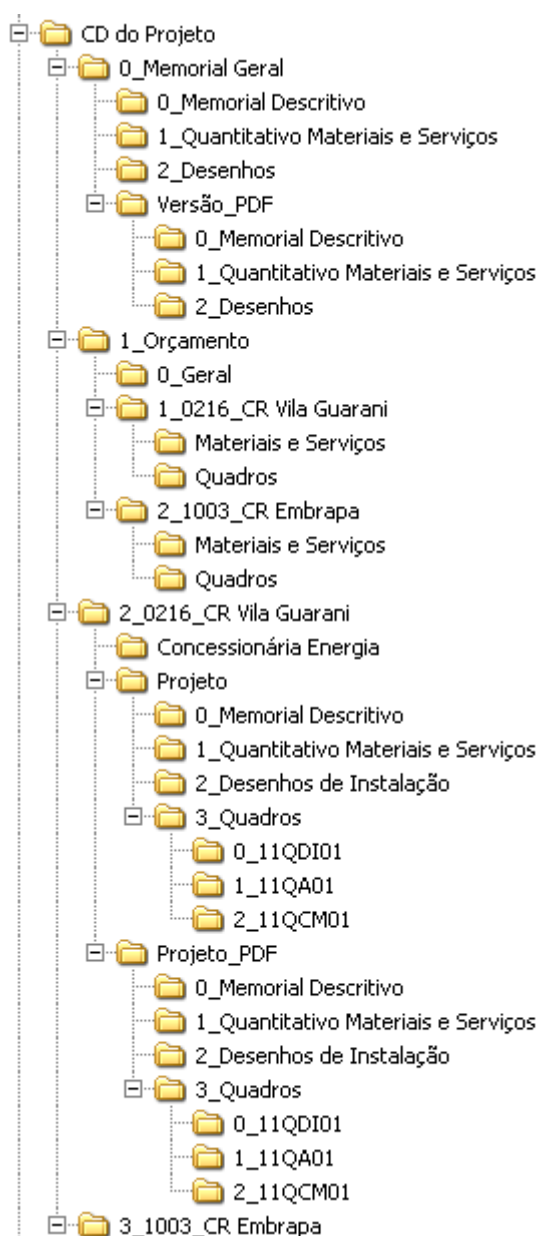 CD do Projeto
0_Memorial Geral
0_Memorial Descritivo
1_Quantitativo Materiais e Serviços
2_Desenhos
Versão_PDF
0_Memorial Descritivo
1_Quantitativo Materiais e Serviços
2_Desenhos
1_Orçamento
0_Geral
1_0216_CR Vila Guarani
Materiais e Serviços
Quadros
2_1003_CR Embrapa
Materiais e Serviços
Quadros
2_0216_CR Vila Guarani
Concessionária Energia
Projeto
0_Memorial Descritivo
1_Quantitativo Materiais e Serviços
2_Desenhos de Instalação
3_Quadros
0_11QDI01
1_11QA01
2_11QCM01
Projeto_PDF
0_Memorial Descritivo
1_Quantitativo Materiais e Serviços
2_Desenhos de Instalação
3_Quadros
0_11QDI01
1_11QA01
2_11QCM01
3_1003_CR Embrapa